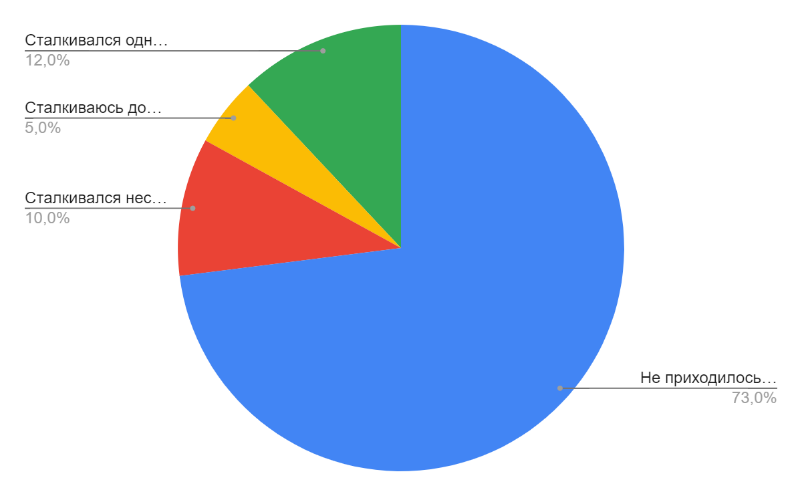 Сталкивался одн…
12,0%
Сталкиваюсь до…
5,0%
Сталкивался нес…
10,0%
Не приходилось…
73,0%